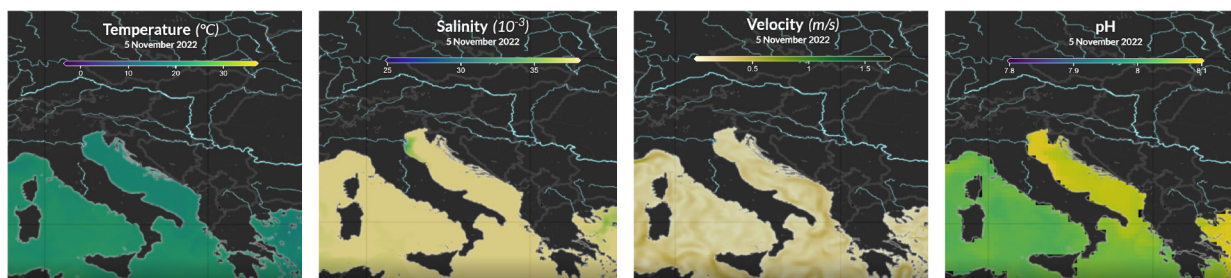 Temperature (°C)
5 November 2022
0 10 20 30
Salinity (10⁻³)
5 November 2022
25 30 35
Velocity (m/s)
5 November 2022
0.5 1 1.5
pH
5 November 2022
7.8 7.9 8 8.1